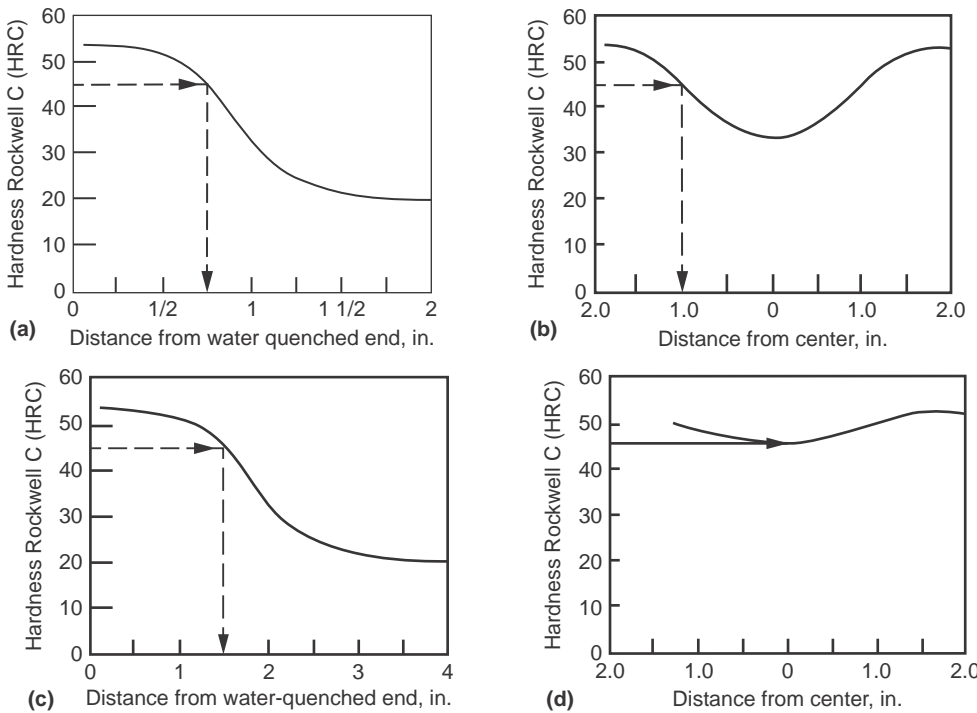 60
50
40
30
20
10
0
Hardness Rockwell C (HRC)
0 1/2 1 1 1/2 2
(a) Distance from water quenched end, in.
60
50
40
30
20
10
0
Hardness Rockwell C (HRC)
2.0 1.0 0 1.0 2.0
(b) Distance from center, in.
60
50
40
30
20
10
0
Hardness Rockwell C (HRC)
0 1 2 3 4
(c) Distance from water-quenched end, in.
60
50
40
30
20
10
0
Hardness Rockwell C (HRC)
2.0 1.0 0 1.0 2.0
(d) Distance from center, in.